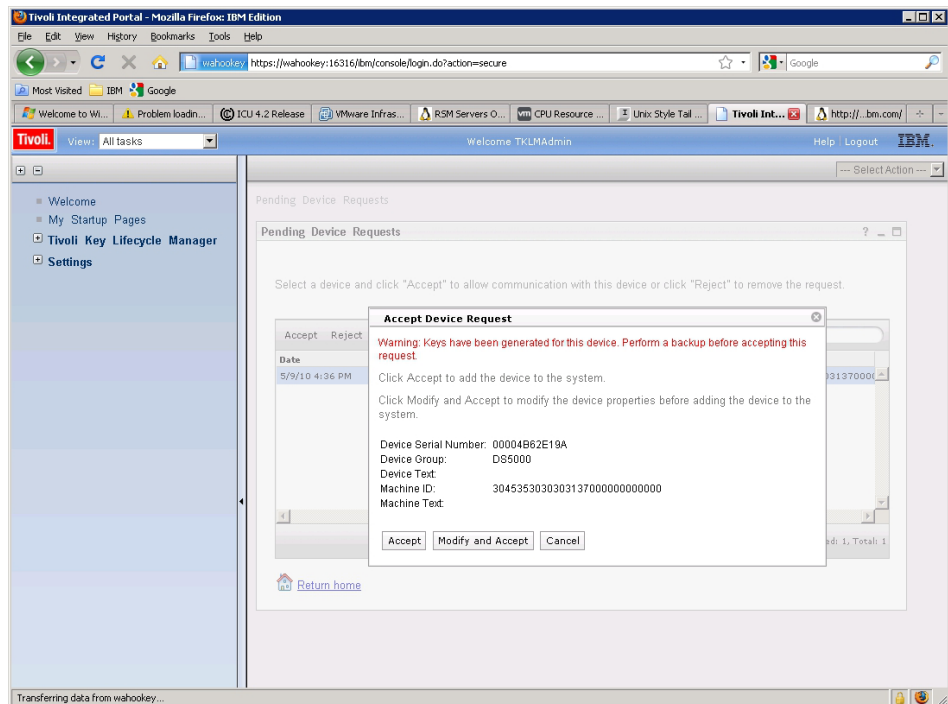 Tivoli Integrated Portal - Mozilla Firefox: IBM Edition
File Edit View History Bookmarks Tools Help
wahookey https://wahookey:16316/ibm/console/login.do?action=secure
Google
Most Visited IBM Google
Welcome to Wi... Problem loadin... ICU 4.2 Release VMware Infras... RSM Servers O... CPU Resource ... Unix Style Tail ... Tivoli Int... http://...bm.com/
Tivoli. View: All tasks Welcome TKLMAdmin Help Logout IBM.
--- Select Action ---
Welcome
My Startup Pages
Tivoli Key Lifecycle Manager
Settings
Pending Device Requests
Pending Device Requests
Select a device and click "Accept" to allow communication with this device or click "Reject" to remove the request.
Accept Reject
Date
5/9/10 4:36 PM
Accept Device Request
Warning: Keys have been generated for this device. Perform a backup before accepting this
request.
Click Accept to add the device to the system.
Click Modify and Accept to modify the device properties before adding the device to the
system.
Device Serial Number: 00004B62E19A
Device Group: DS5000
Device Text:
Machine ID: 3045353030303137000000000000
Machine Text:
Accept Modify and Accept Cancel
Total: 1
Return home
Transferring data from wahookey...